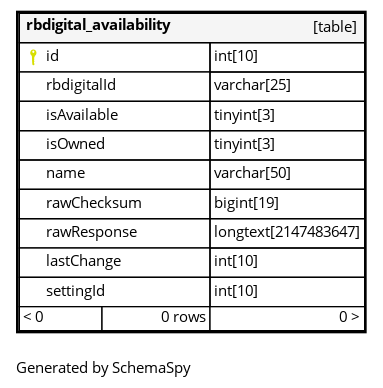 rbdigital_availability [table]
id int[10]
rbdigitalId varchar[25]
isAvailable tinyint[3]
isOwned tinyint[3]
name varchar[50]
rawChecksum bigint[19]
rawResponse longtext[2147483647]
lastChange int[10]
settingId int[10]
< 0 0 rows 0 >
Generated by SchemaSpy